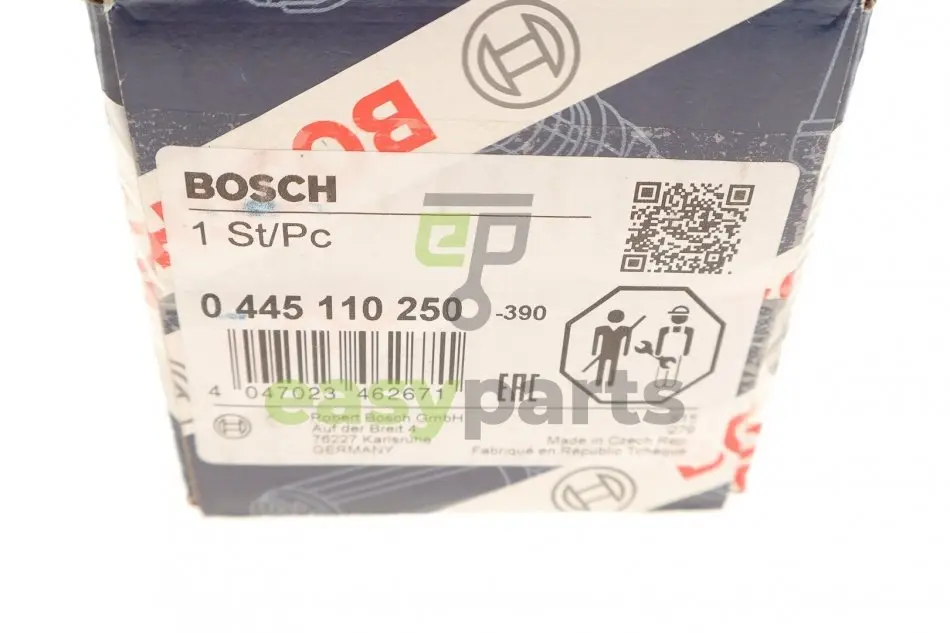 BOSCH
BOSCH
1 St/Pc
ep
0 445 110 250 -390
4 047023 462671
EAC
easyparts
Robert Bosch GmbH
Auf der Breit 4
76227 Karlsruhe
GERMANY
Made in Czech Rep.
Fabriqué en République Tchèque